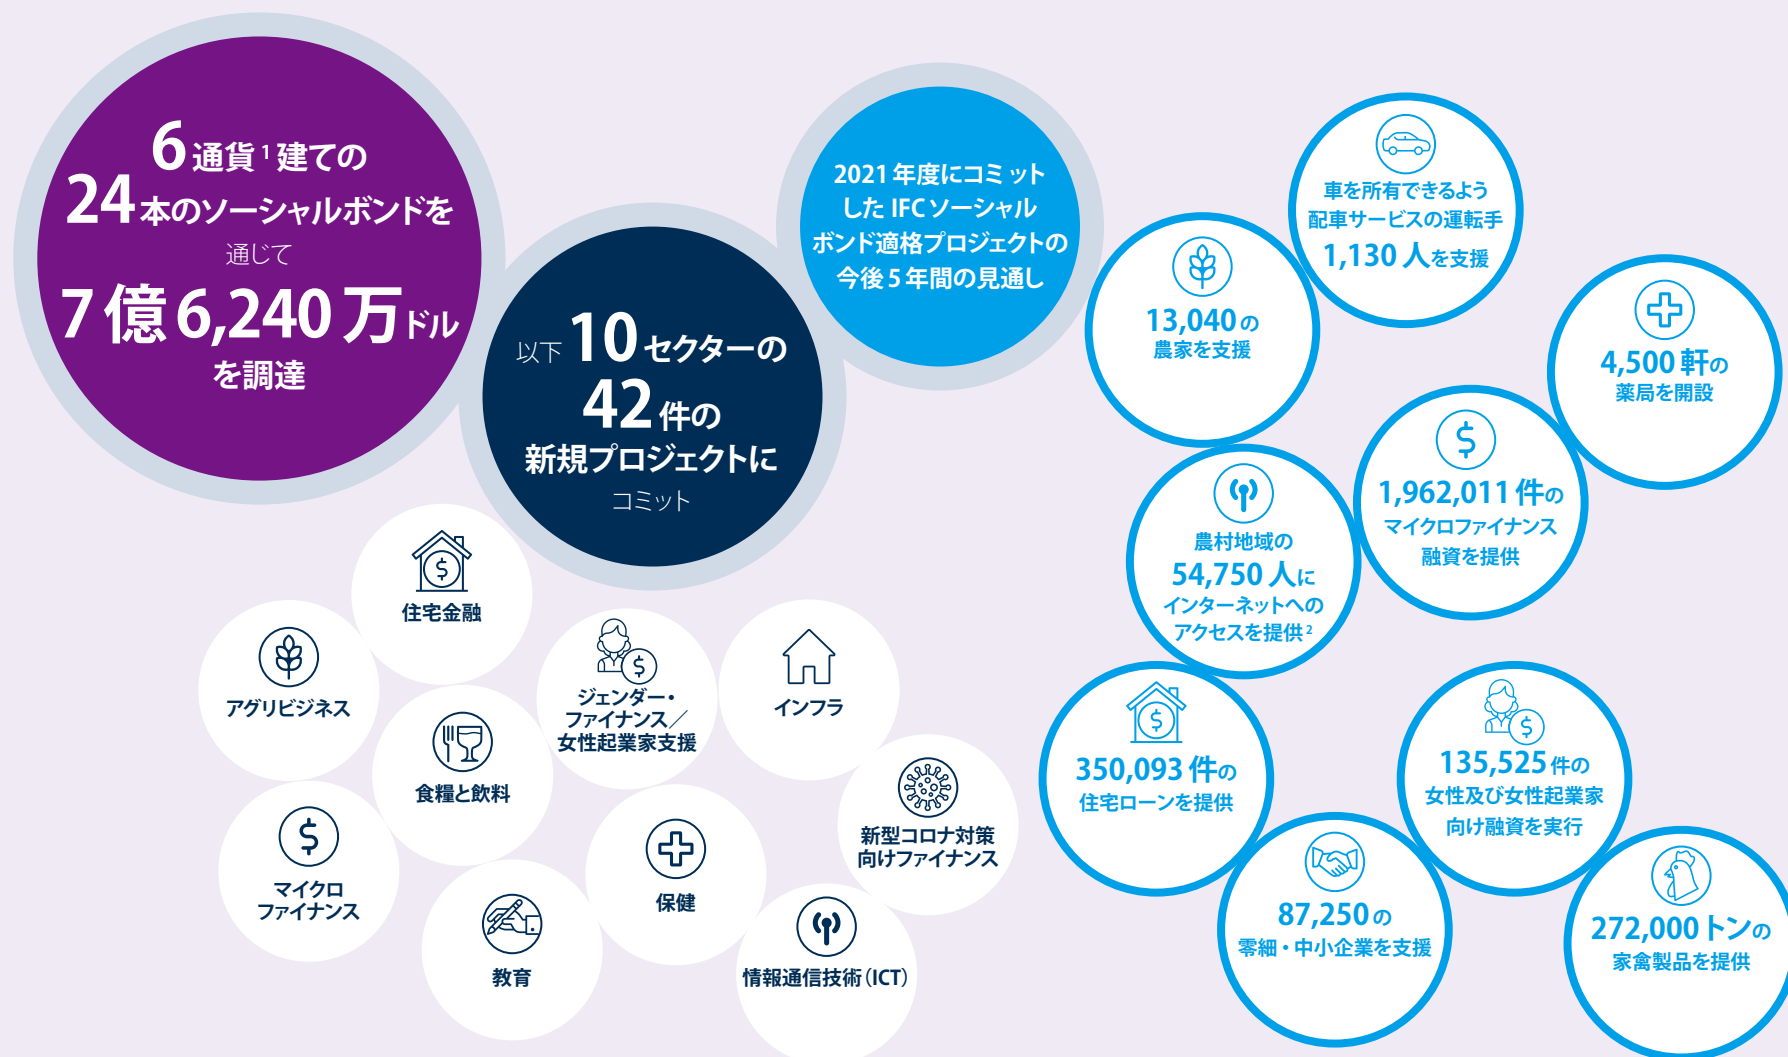 6通貨1建ての
24本のソーシャルボンドを
通じて
7億6,240万ドル
を調達
以下10セクターの
42件の
新規プロジェクトに
コミット
2021年度にコミット
したIFCソーシャル
ボンド適格プロジェクトの
今後5年間の見通し
住宅金融
アグリビジネス
ジェンダー・
ファイナンス／
女性起業家支援
インフラ
食糧と飲料
新型コロナ対策
向けファイナンス
マイクロ
ファイナンス
保健
教育
情報通信技術（ICT）
車を所有できるよう
配車サービスの運転手
1,130人を支援
13,040の
農家を支援
4,500軒の
薬局を開設
1,962,011件の
マイクロファイナンス
融資を提供
農村地域の
54,750人に
インターネットへの
アクセスを提供2
350,093件の
住宅ローンを提供
135,525件の
女性及び女性起業家
向け融資を実行
87,250の
零細・中小企業を支援
272,000トンの
家禽製品を提供